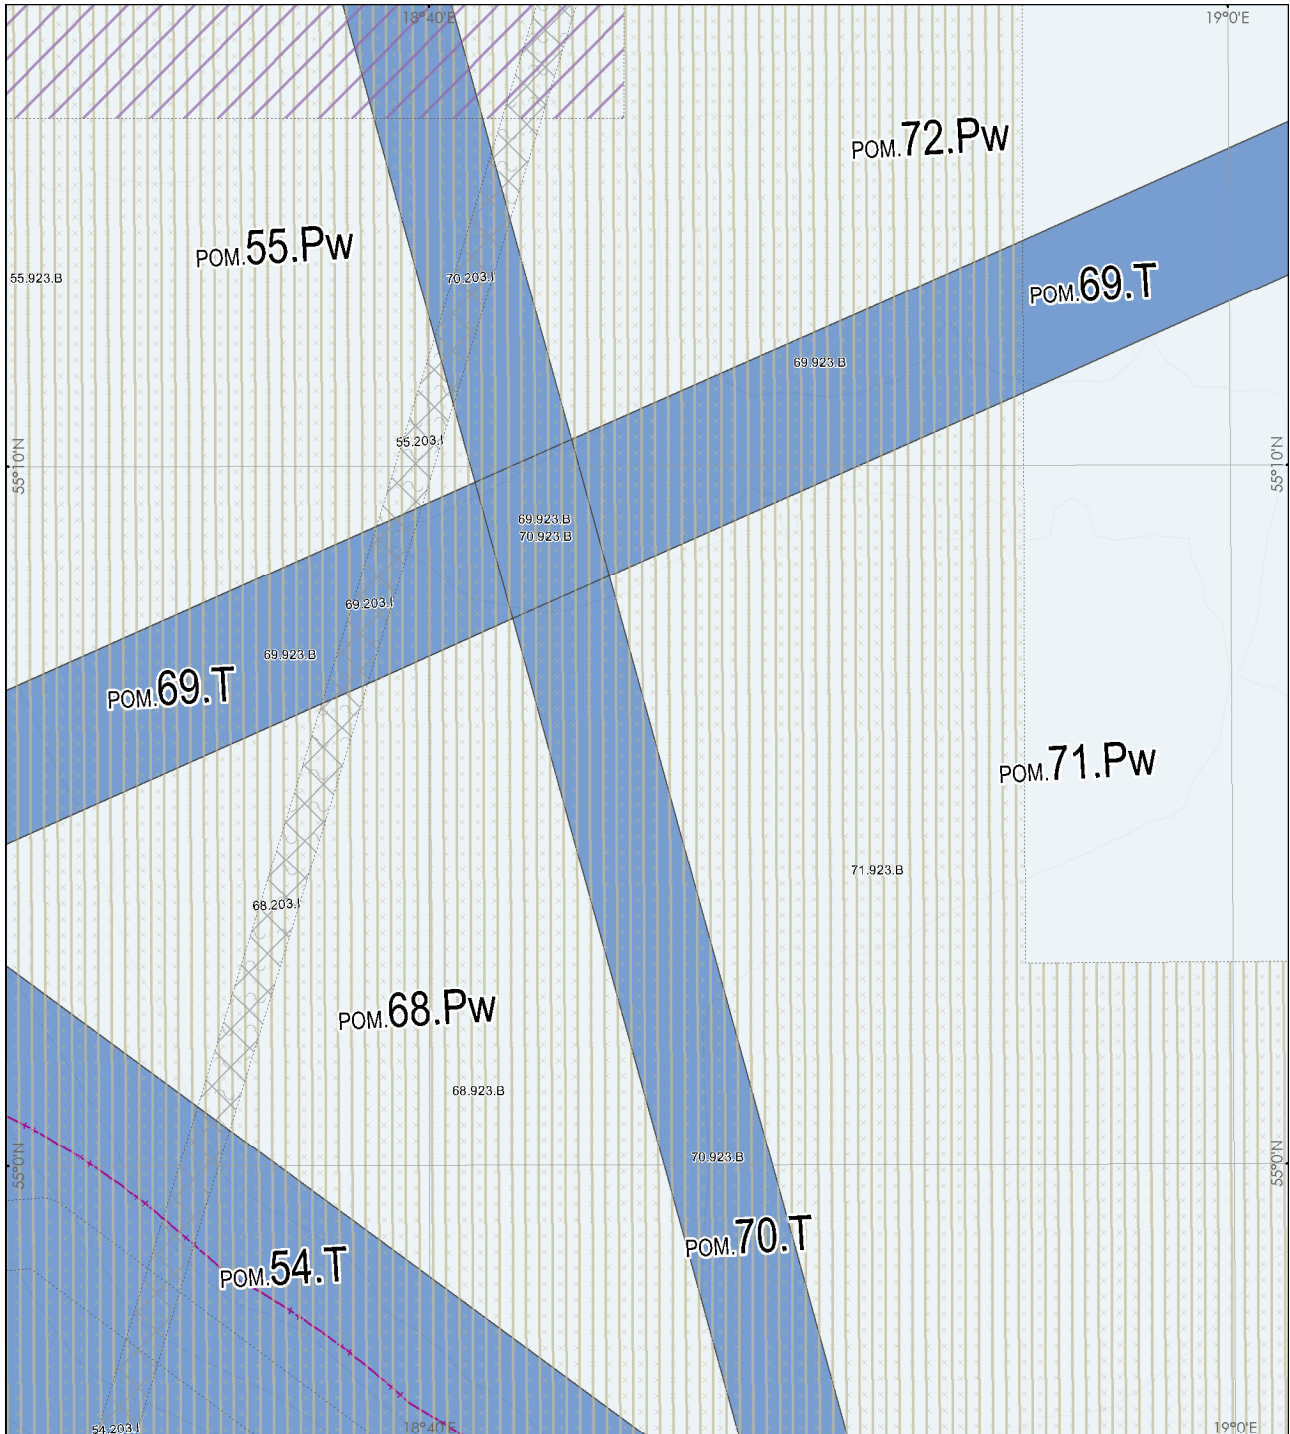 18°40'E
19°0'E
POM.72.Pw
POM.55.Pw
55.923.B
70.203.I
POM.69.T
69.923.B
55.203.I
55°10'N
55°10'N
69.923.B
70.923.B
69.203.I
69.923.B
POM.69.T
POM.71.Pw
71.923.B
68.203.I
POM.68.Pw
68.923.B
55°0'N
70.923.B
55°0'N
POM.70.T
POM.54.T
54.203.I
18°40'E
19°0'E